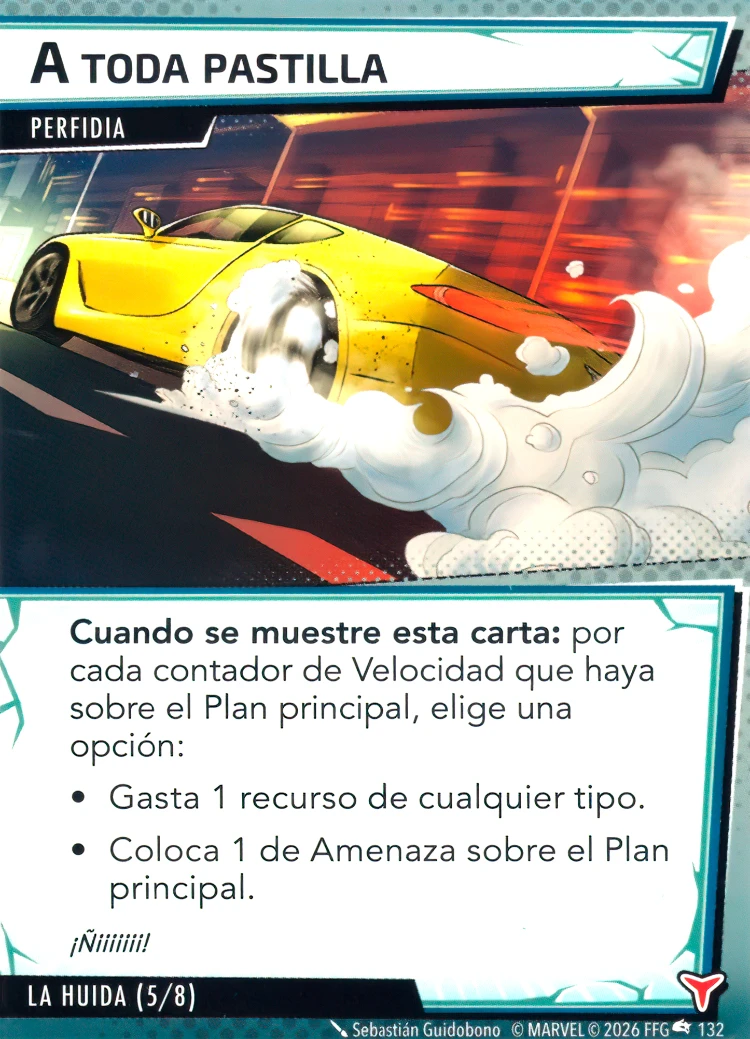 A TODA PASTILLA
PERFIDIA
Cuando se muestre esta carta: por
cada contador de Velocidad que haya
sobre el Plan principal, elige una
opción:
• Gasta 1 recurso de cualquier tipo.
• Coloca 1 de Amenaza sobre el Plan
principal.
¡Ñiiiiiii!
LA HUIDA (5/8)
Sebastián Guidobono © MARVEL © 2026 FFG 132